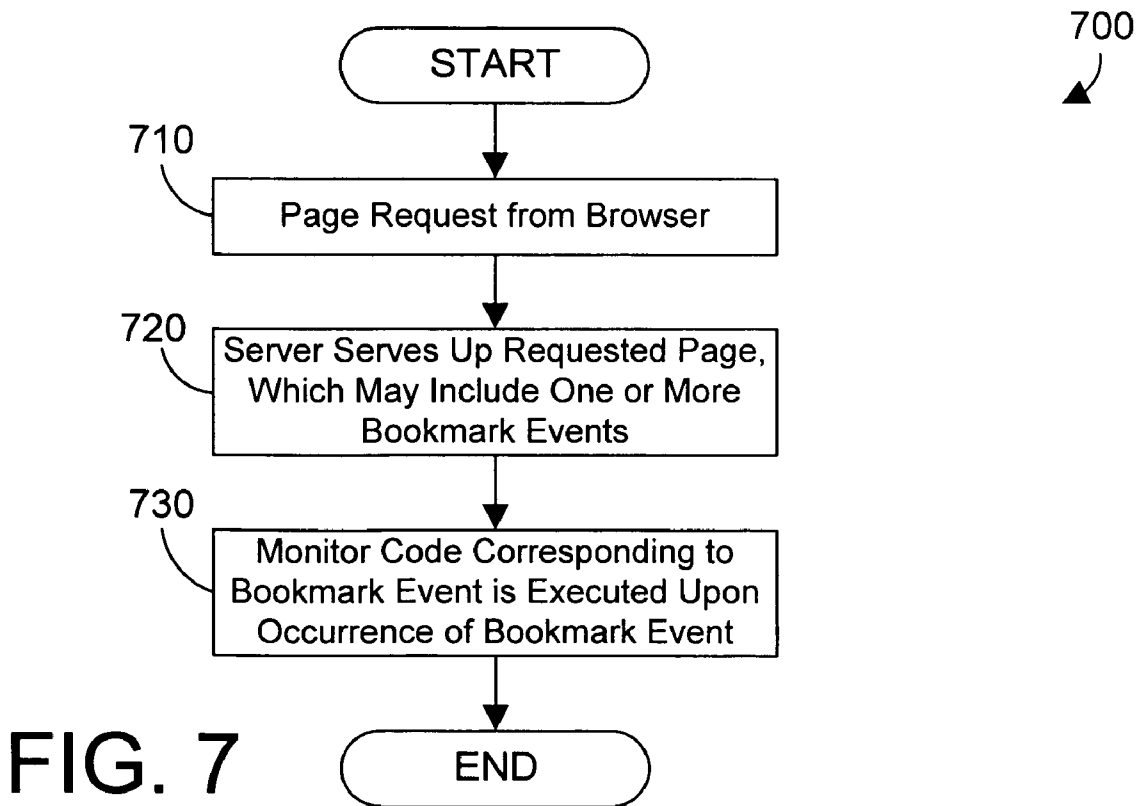 700
START
710
Page Request from Browser
720
Server Serves Up Requested Page,
Which May Include One or More
Bookmark Events
730
Monitor Code Corresponding to
Bookmark Event is Executed Upon
Occurrence of Bookmark Event
END
FIG. 7